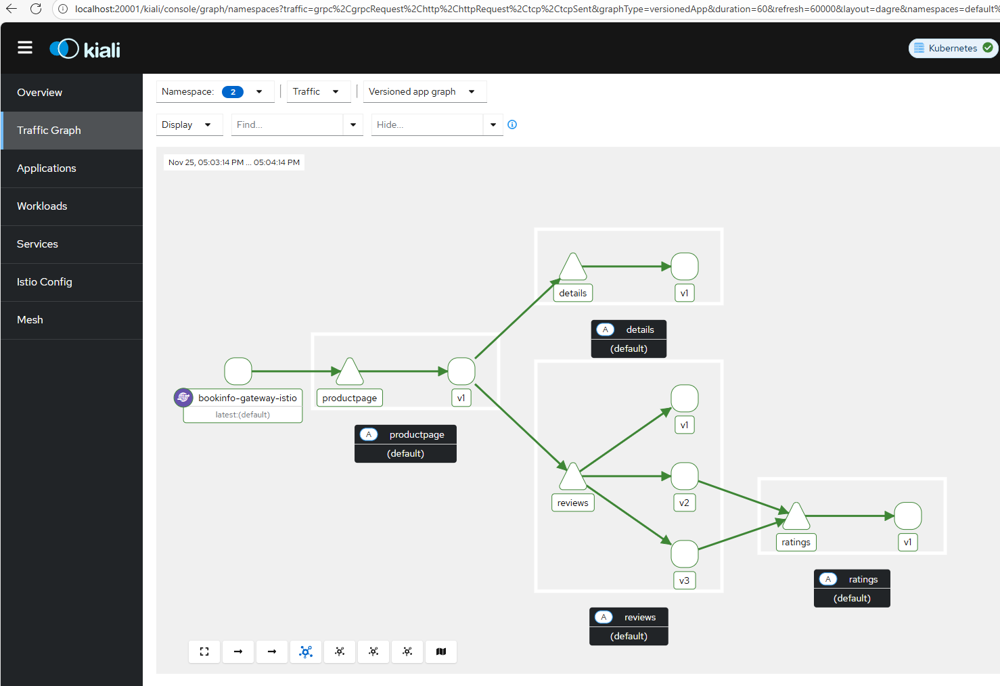 localhost:20001/kiali/console/graph/namespaces?traffic=grpc%2CgrpcRequest%2Chttp%2ChttpRequest%2Ctcp%2CtcpSent&graphType=versionedApp&duration=60&refresh=60000&layout=dagre&namespaces=default%
kiali
Kubernetes
Overview
Traffic Graph
Applications
Workloads
Services
Istio Config
Mesh
Namespace: 2
Traffic
Versioned app graph
Display
Find...
Hide...
Nov 25, 05:03:14 PM ... 05:04:14 PM
details
v1
A details
(default)
bookinfo-gateway-istio
latest:(default)
productpage
v1
A productpage
(default)
v1
reviews
v2
v3
A reviews
(default)
ratings
v1
A ratings
(default)